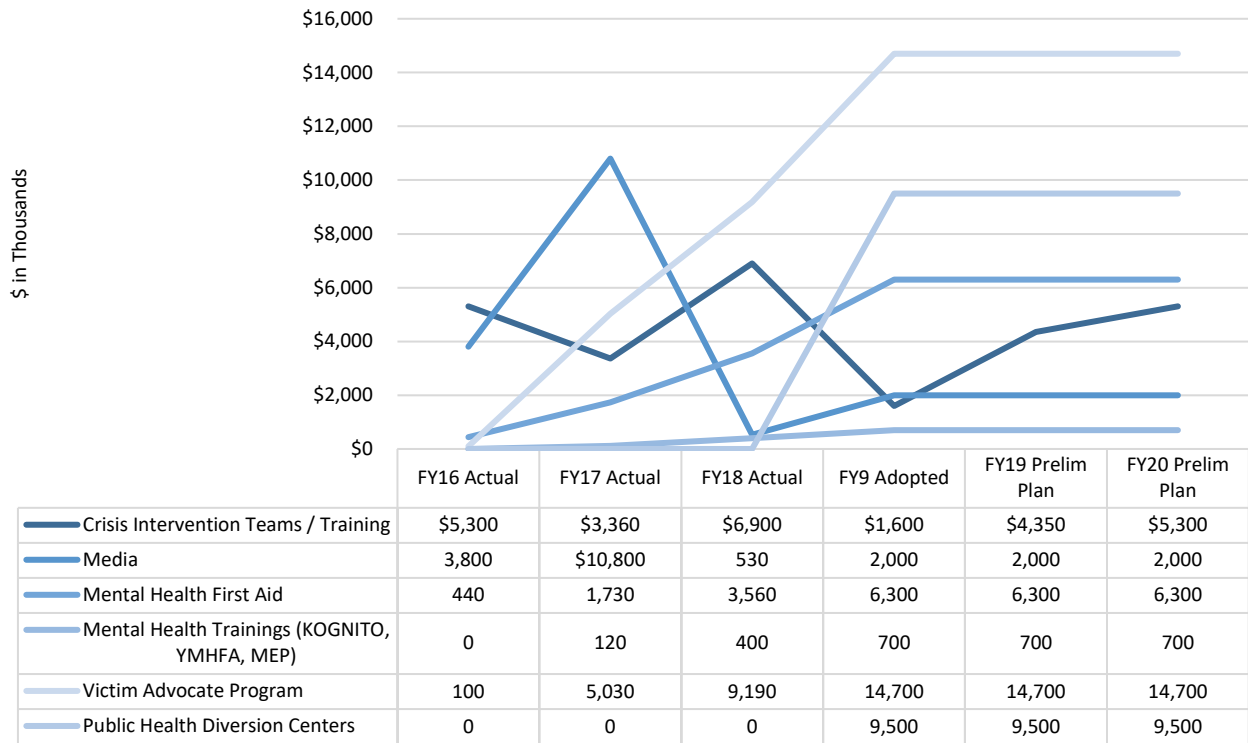 $ in Thousands
$16,000
$14,000
$12,000
$10,000
$8,000
$6,000
$4,000
$2,000
$0
FY16 Actual FY17 Actual FY18 Actual FY9 Adopted FY19 Prelim Plan FY20 Prelim Plan
Crisis Intervention Teams / Training $5,300 $3,360 $6,900 $1,600 $4,350 $5,300
Media 3,800 $10,800 530 2,000 2,000 2,000
Mental Health First Aid 440 1,730 3,560 6,300 6,300 6,300
Mental Health Trainings (KOGNITO,
YMHFA, MEP) 0 120 400 700 700 700
Victim Advocate Program 100 5,030 9,190 14,700 14,700 14,700
Public Health Diversion Centers 0 0 0 9,500 9,500 9,500